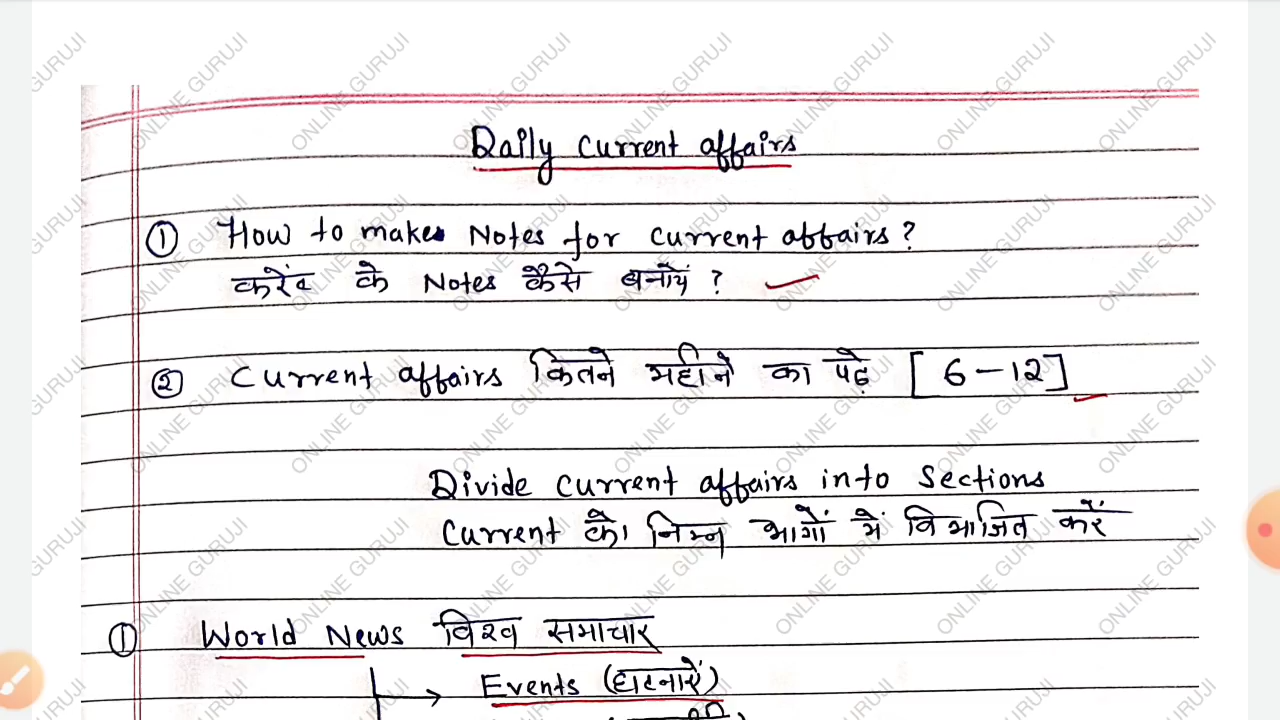 Daily Current affairs
① How to make Notes for current affairs?
करेंट के Notes कैसे बनायें ?
② Current affairs कितने महीने का पढ़े [6-12]
Divide current affairs into sections
Current को निम्न भागों में विभाजित करें
① World News विश्व समाचार
Events (घटनाऐं)